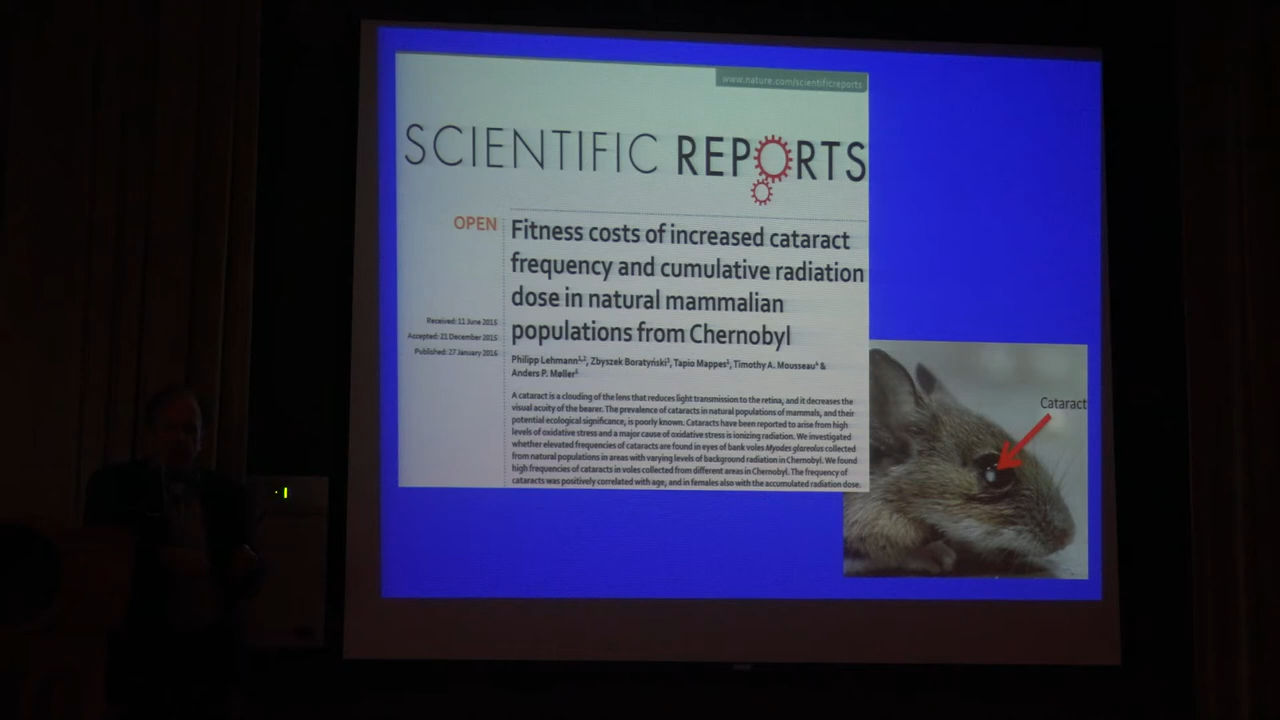 www.nature.com/scientificreports
SCIENTIFIC REPORTS
OPEN
Fitness costs of increased cataract
frequency and cumulative radiation
dose in natural mammalian
populations from Chernobyl
Received: 11 June 2015
Accepted: 21 December 2015
Published: 27 January 2016
Philipp Lehmann1,2, Zbyszek Boratyński3, Tapio Mappes1, Timothy A. Mousseau4 &
Anders P. Møller5
A cataract is a clouding of the lens that reduces light transmission to the retina, and it decreases the
visual acuity of the bearer. The prevalence of cataracts in natural populations of mammals, and their
potential ecological significance, is poorly known. Cataracts have been reported to arise from high
levels of oxidative stress and a major cause of oxidative stress is ionizing radiation. We investigated
whether elevated frequencies of cataracts are found in eyes of bank voles Myodes glareolus collected
from natural populations in areas with varying levels of background radiation in Chernobyl. We found
high frequencies of cataracts in voles collected from different areas in Chernobyl. The frequency of
cataracts was positively correlated with age, and in females also with the accumulated radiation dose.
Cataract